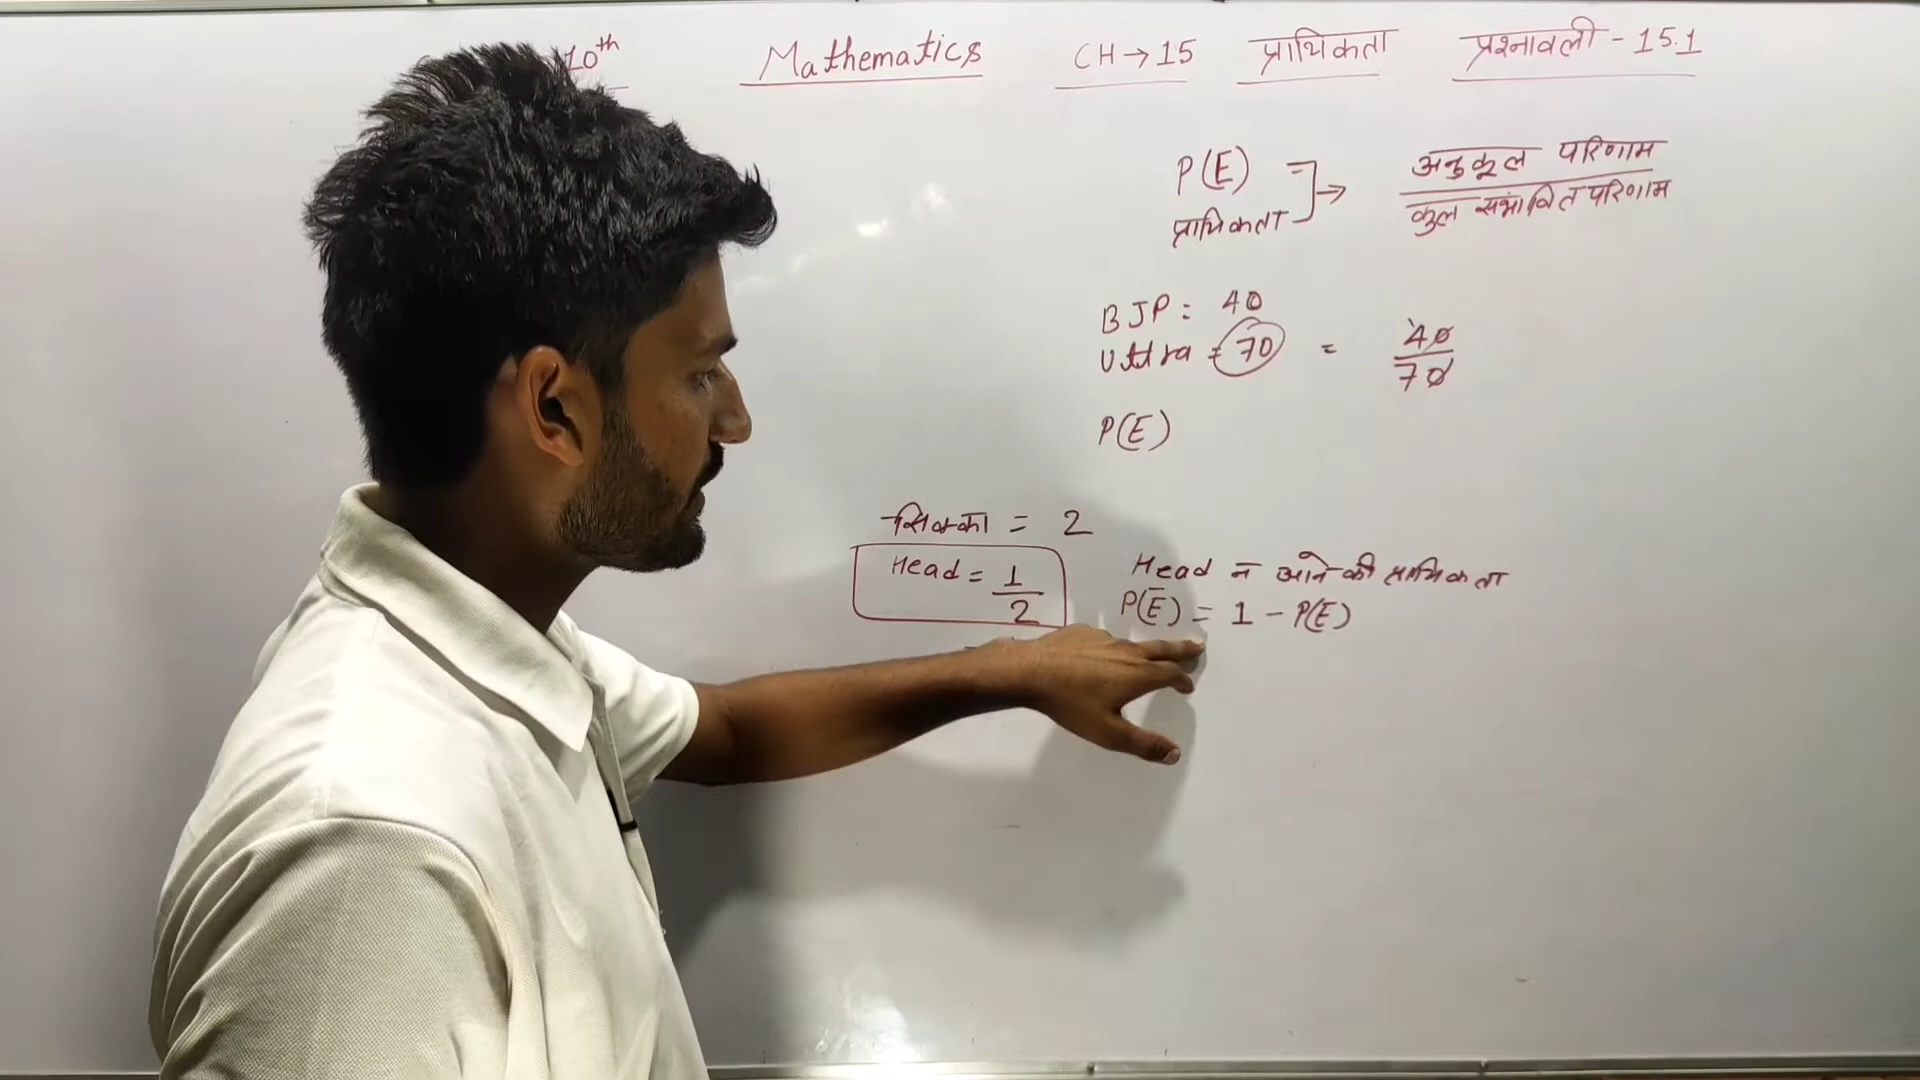 10th Mathematics CH→15 प्रायिकता प्रश्नावली - 15.1
P(E) → अनुकूल परिणाम
प्रायिकता कुल संभावित परिणाम
BJP = 40
Uttra = 70 = 40/70
P(E)
सिक्का = 2
Head = 1/2
Head न आने की प्रायिकता
P(Ē) = 1 - P(E)